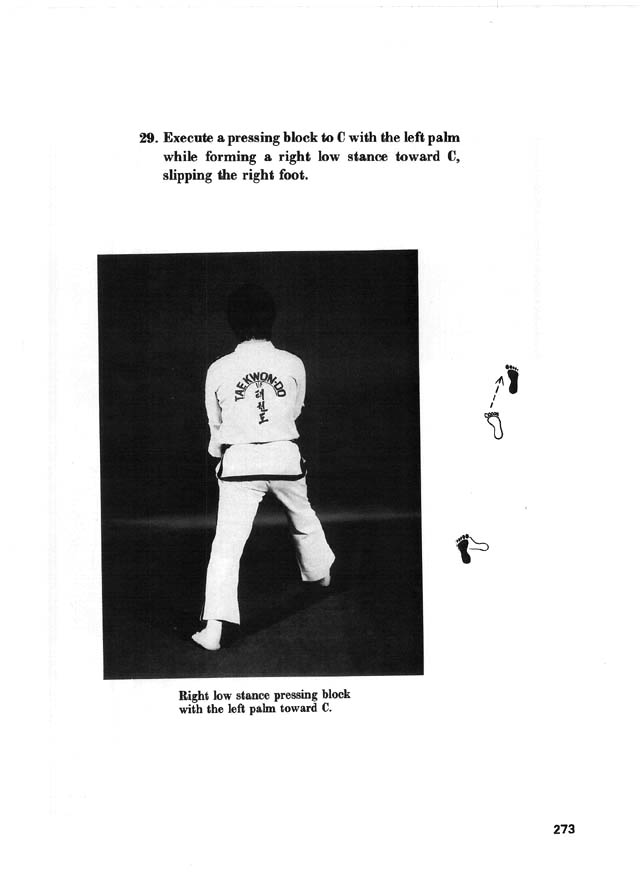 29. Execute a pressing block to C with the left palm
while forming a right low stance toward C,
slipping the right foot.
TAEKWON-DO
태
권
도
Right low stance pressing block
with the left palm toward C.
273